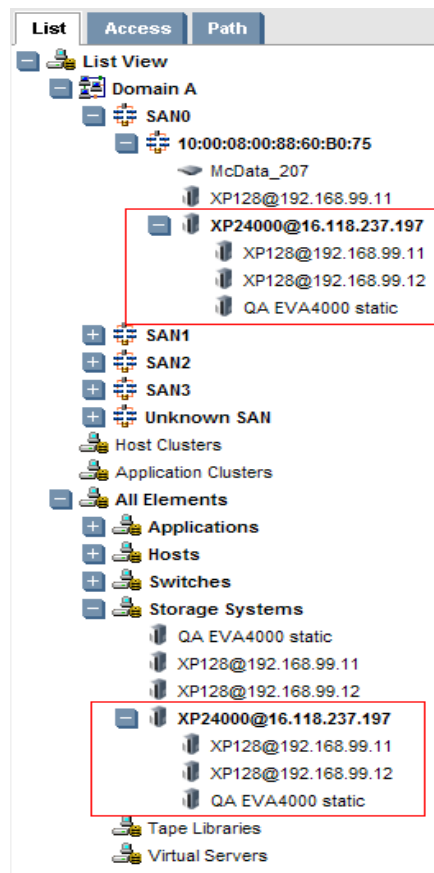 List Access Path
List View
Domain A
SAN0
10:00:08:00:88:60:B0:75
McData_207
XP128@192.168.99.11
XP24000@16.118.237.197
XP128@192.168.99.11
XP128@192.168.99.12
QA EVA4000 static
SAN1
SAN2
SAN3
Unknown SAN
Host Clusters
Application Clusters
All Elements
Applications
Hosts
Switches
Storage Systems
QA EVA4000 static
XP128@192.168.99.11
XP128@192.168.99.12
XP24000@16.118.237.197
XP128@192.168.99.11
XP128@192.168.99.12
QA EVA4000 static
Tape Libraries
Virtual Servers